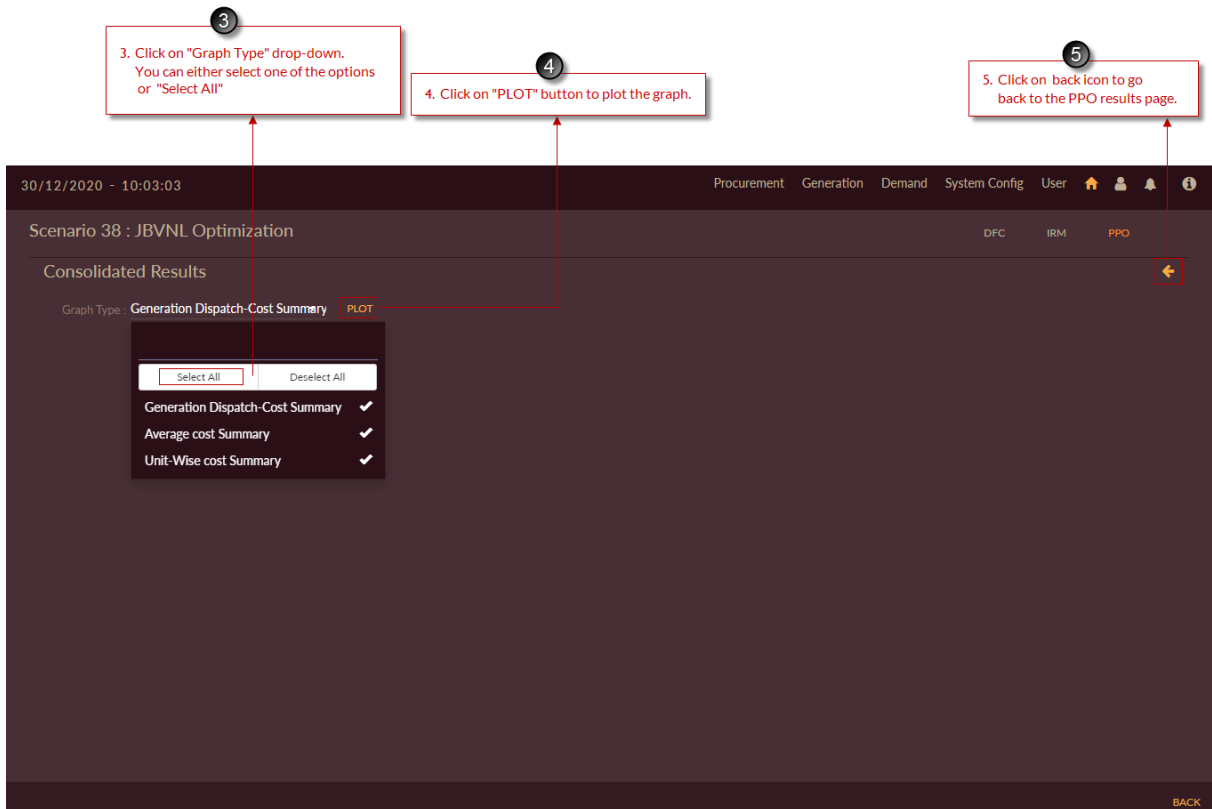 3
3. Click on "Graph Type" drop-down.
You can either select one of the options
or "Select All"
4
4. Click on "PLOT" button to plot the graph.
5
5. Click on back icon to go
back to the PPO results page.
30/12/2020 - 10:03:03
Procurement Generation Demand System Config User
Scenario 38 : JBVNL Optimization
DFC IRM PPO
Consolidated Results
Graph Type : Generation Dispatch-Cost Summary PLOT
Select All Deselect All
Generation Dispatch-Cost Summary
Average cost Summary
Unit-Wise cost Summary
BACK